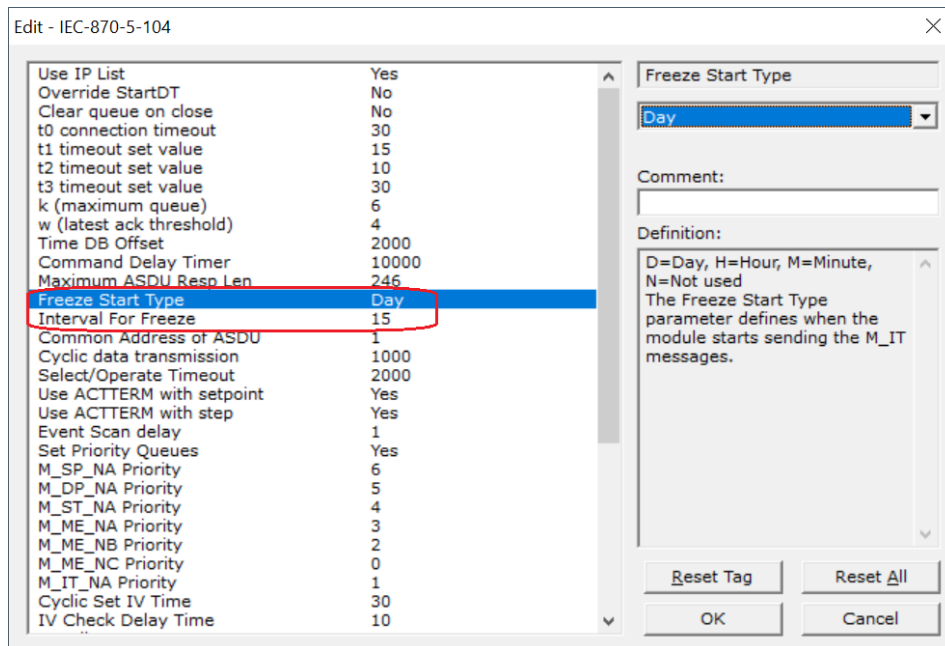 Edit - IEC-870-5-104
Use IP List Yes
Override StartDT No
Clear queue on close No
t0 connection timeout 30
t1 timeout set value 15
t2 timeout set value 10
t3 timeout set value 30
k (maximum queue) 6
w (latest ack threshold) 4
Time DB Offset 2000
Command Delay Timer 10000
Maximum ASDU Resp Len 246
Freeze Start Type Day
Interval For Freeze 15
Common Address of ASDU 1
Cyclic data transmission 1000
Select/Operate Timeout 2000
Use ACTTERM with setpoint Yes
Use ACTTERM with step Yes
Event Scan delay 1
Set Priority Queues Yes
M_SP_NA Priority 6
M_DP_NA Priority 5
M_ST_NA Priority 4
M_ME_NA Priority 3
M_ME_NB Priority 2
M_ME_NC Priority 0
M_IT_NA Priority 1
Cyclic Set IV Time 30
IV Check Delay Time 10
Freeze Start Type
Day
Comment:
Definition:
D=Day, H=Hour, M=Minute,
N=Not used
The Freeze Start Type
parameter defines when the
module starts sending the M_IT
messages.
Reset Tag Reset All
OK Cancel